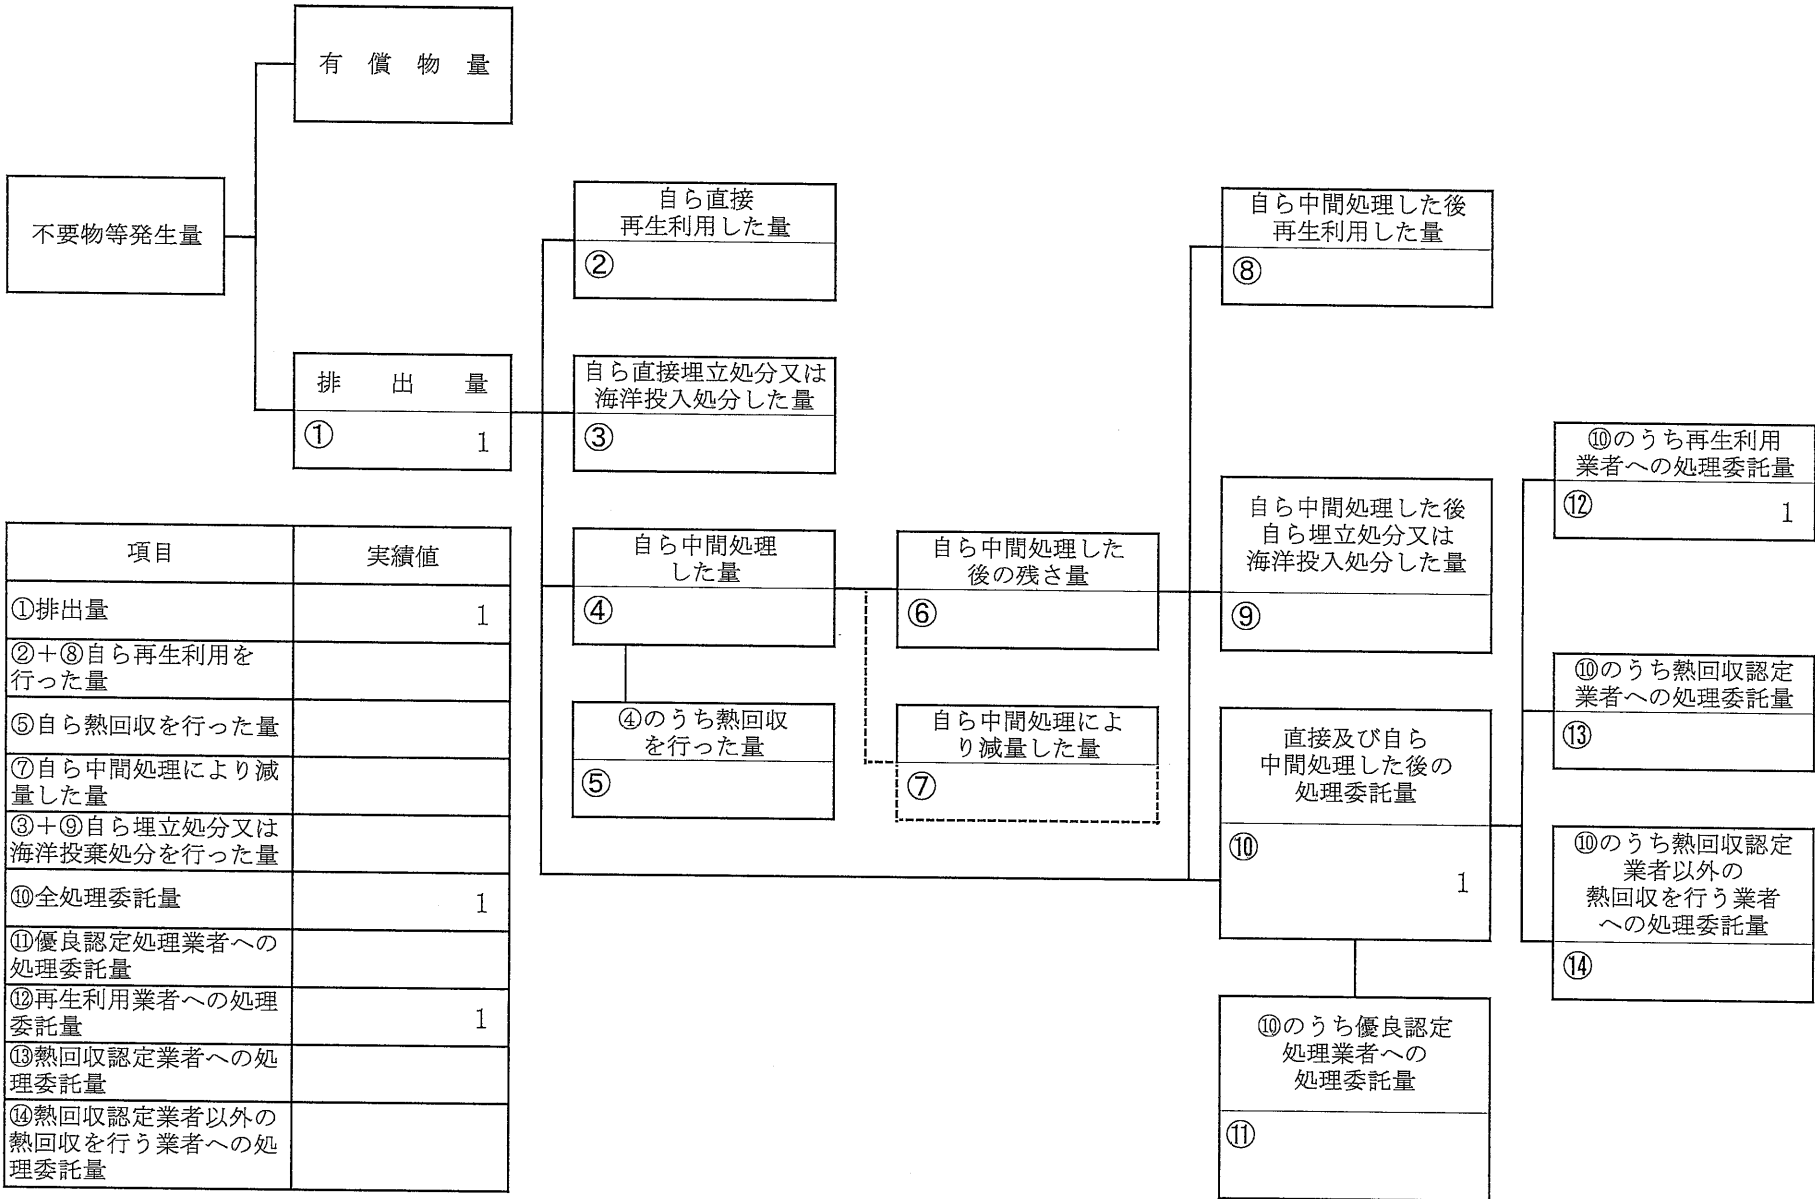 有償物量
不要物等発生量
排出量
① 1
自ら直接
再生利用した量
②
自ら直接埋立処分又は
海洋投入処分した量
③
自ら中間処理
した量
④
④のうち熱回収
を行った量
⑤
自ら中間処理した
後の残さ量
⑥
自ら中間処理によ
り減量した量
⑦
自ら中間処理した後
再生利用した量
⑧
自ら中間処理した後
自ら埋立処分又は
海洋投入処分した量
⑨
直接及び自ら
中間処理した後の
処理委託量
⑩
1
⑩のうち優良認定
処理業者への
処理委託量
⑪
⑩のうち再生利用
業者への処理委託量
⑫ 1
⑩のうち熱回収認定
業者への処理委託量
⑬
⑩のうち熱回収認定
業者以外の
熱回収を行う業者
への処理委託量
⑭
項目 実績値
①排出量 1
②+⑧自ら再生利用を
行った量
⑤自ら熱回収を行った量
⑦自ら中間処理により減
量した量
③+⑨自ら埋立処分又は
海洋投棄処分を行った量
⑩全処理委託量 1
⑪優良認定処理業者への
処理委託量
⑫再生利用業者への処理
委託量 1
⑬熱回収認定業者への処
理委託量
⑭熱回収認定業者以外の
熱回収を行う業者への処
理委託量